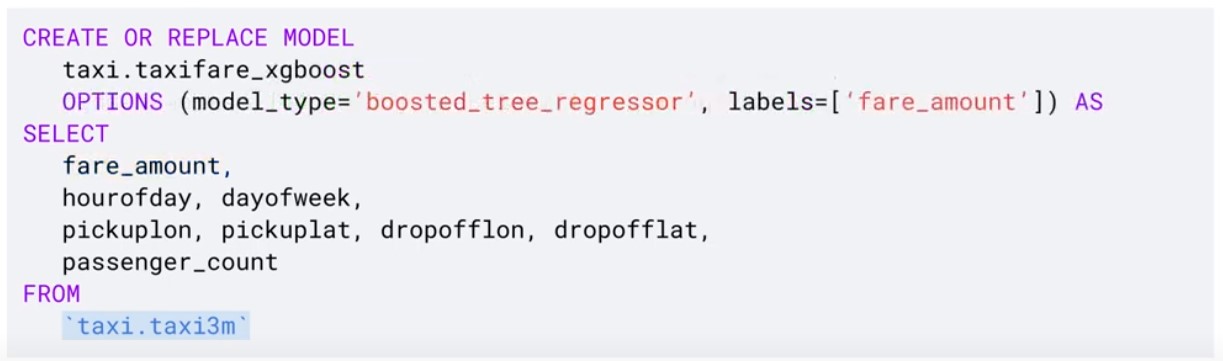 CREATE OR REPLACE MODEL
taxi.taxifare_xgboost
OPTIONS (model_type='boosted_tree_regressor', labels=['fare_amount']) AS
SELECT
fare_amount,
hourofday, dayofweek,
pickuplon, pickuplat, dropofflon, dropofflat,
passenger_count
FROM
`taxi.taxi3m`